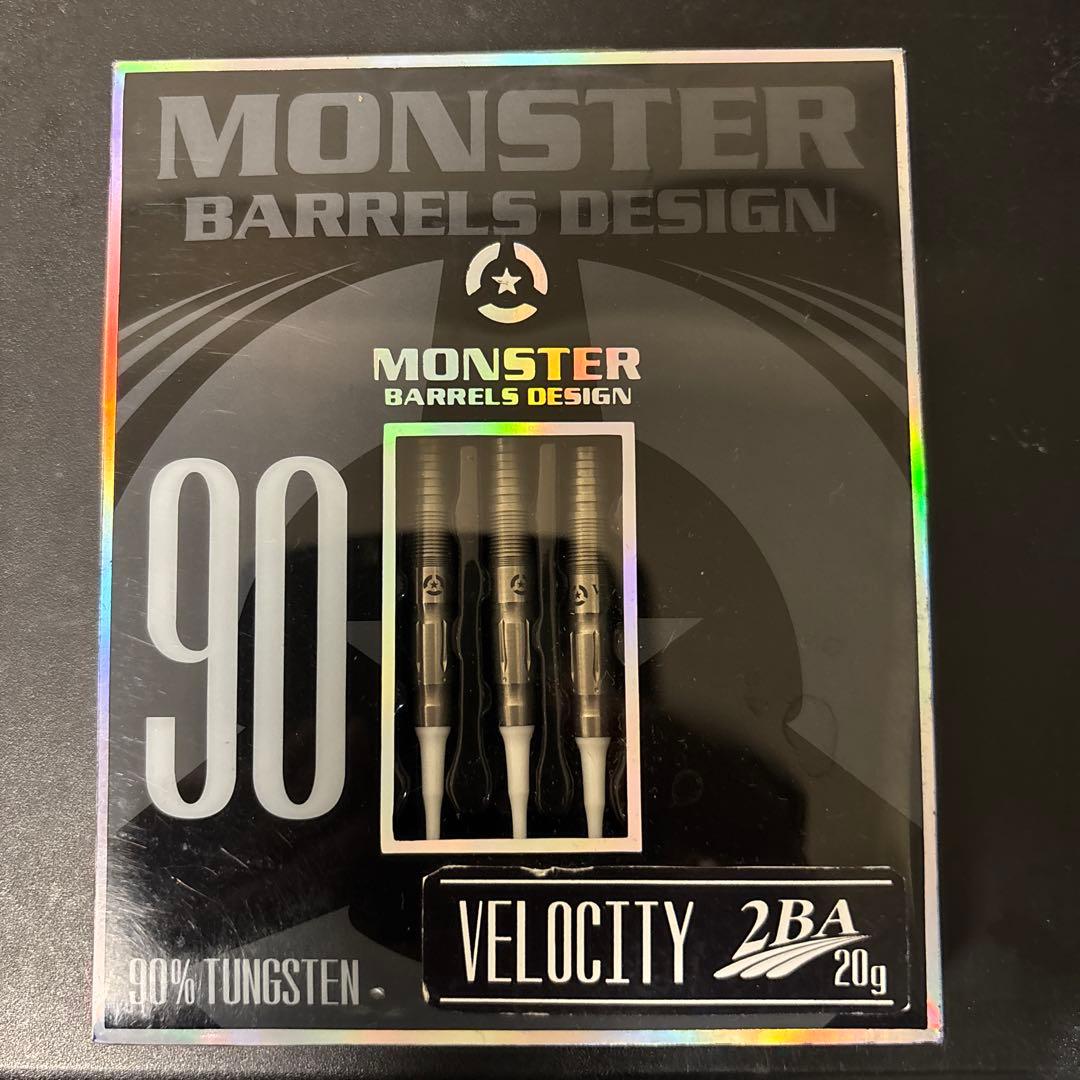 MONSTER
BARRELS DESIGN
MONSTER
BARRELS DESIGN
90
VELOCITY 2BA
20g
90% TUNGSTEN